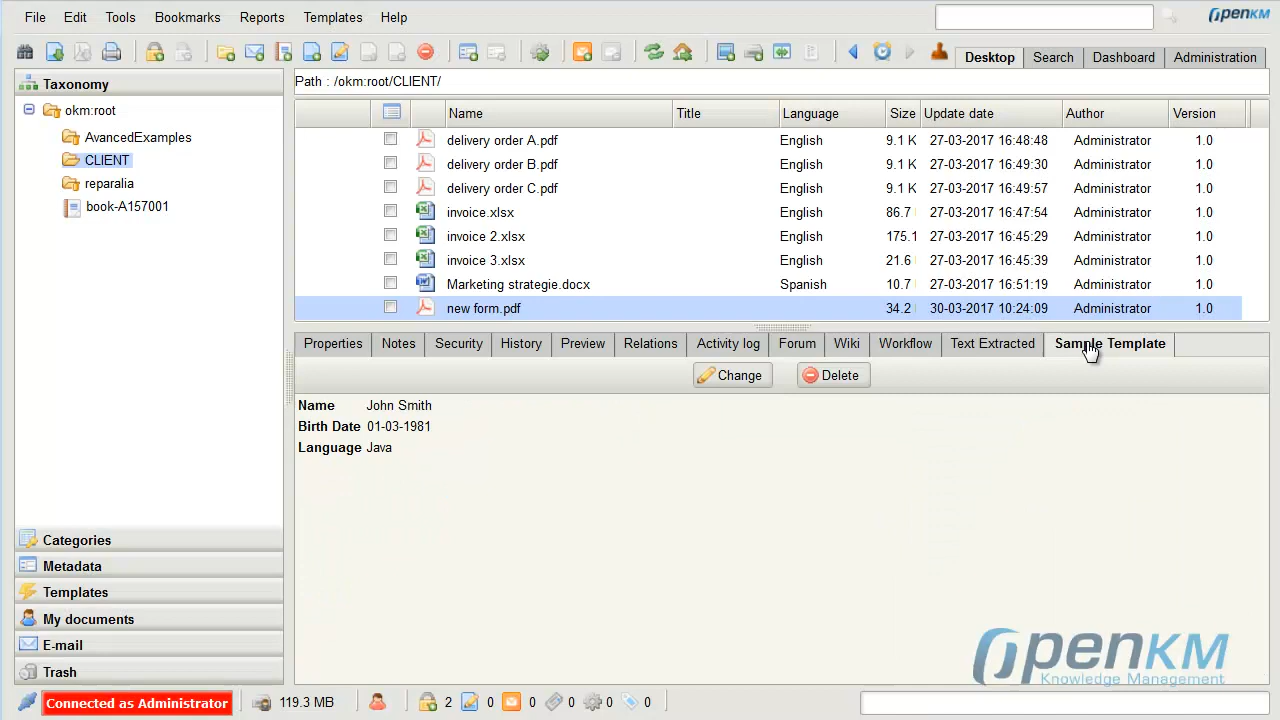 File Edit Tools Bookmarks Reports Templates Help
OPENKM
Desktop Search Dashboard Administration
Taxonomy
okm:root
AvancedExamples
CLIENT
reparalia
book-A157001
Categories
Metadata
Templates
My documents
E-mail
Trash
Path : /okm:root/CLIENT/
Name Title Language Size Update date Author Version
delivery order A.pdf English 9.1 K 27-03-2017 16:48:48 Administrator 1.0
delivery order B.pdf English 9.1 K 27-03-2017 16:49:30 Administrator 1.0
delivery order C.pdf English 9.1 K 27-03-2017 16:49:57 Administrator 1.0
invoice.xlsx English 86.7 27-03-2017 16:47:54 Administrator 1.0
invoice 2.xlsx English 175.1 27-03-2017 16:45:29 Administrator 1.0
invoice 3.xlsx English 21.6 27-03-2017 16:45:39 Administrator 1.0
Marketing strategie.docx Spanish 10.7 27-03-2017 16:51:19 Administrator 1.0
new form.pdf 34.2 30-03-2017 10:24:09 Administrator 1.0
Properties Notes Security History Preview Relations Activity log Forum Wiki Workflow Text Extracted Sample Template
Change Delete
Name John Smith
Birth Date 01-03-1981
Language Java
OpenKM
Knowledge Management
Connected as Administrator 119.3 MB 2 0 0 0 0 0